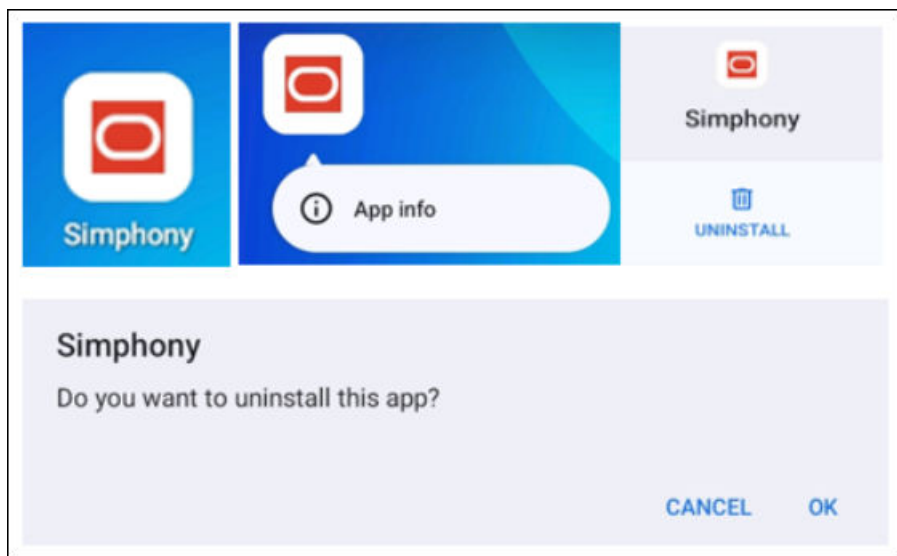 Simphony
App info
Simphony
UNINSTALL
Simphony
Do you want to uninstall this app?
CANCEL OK